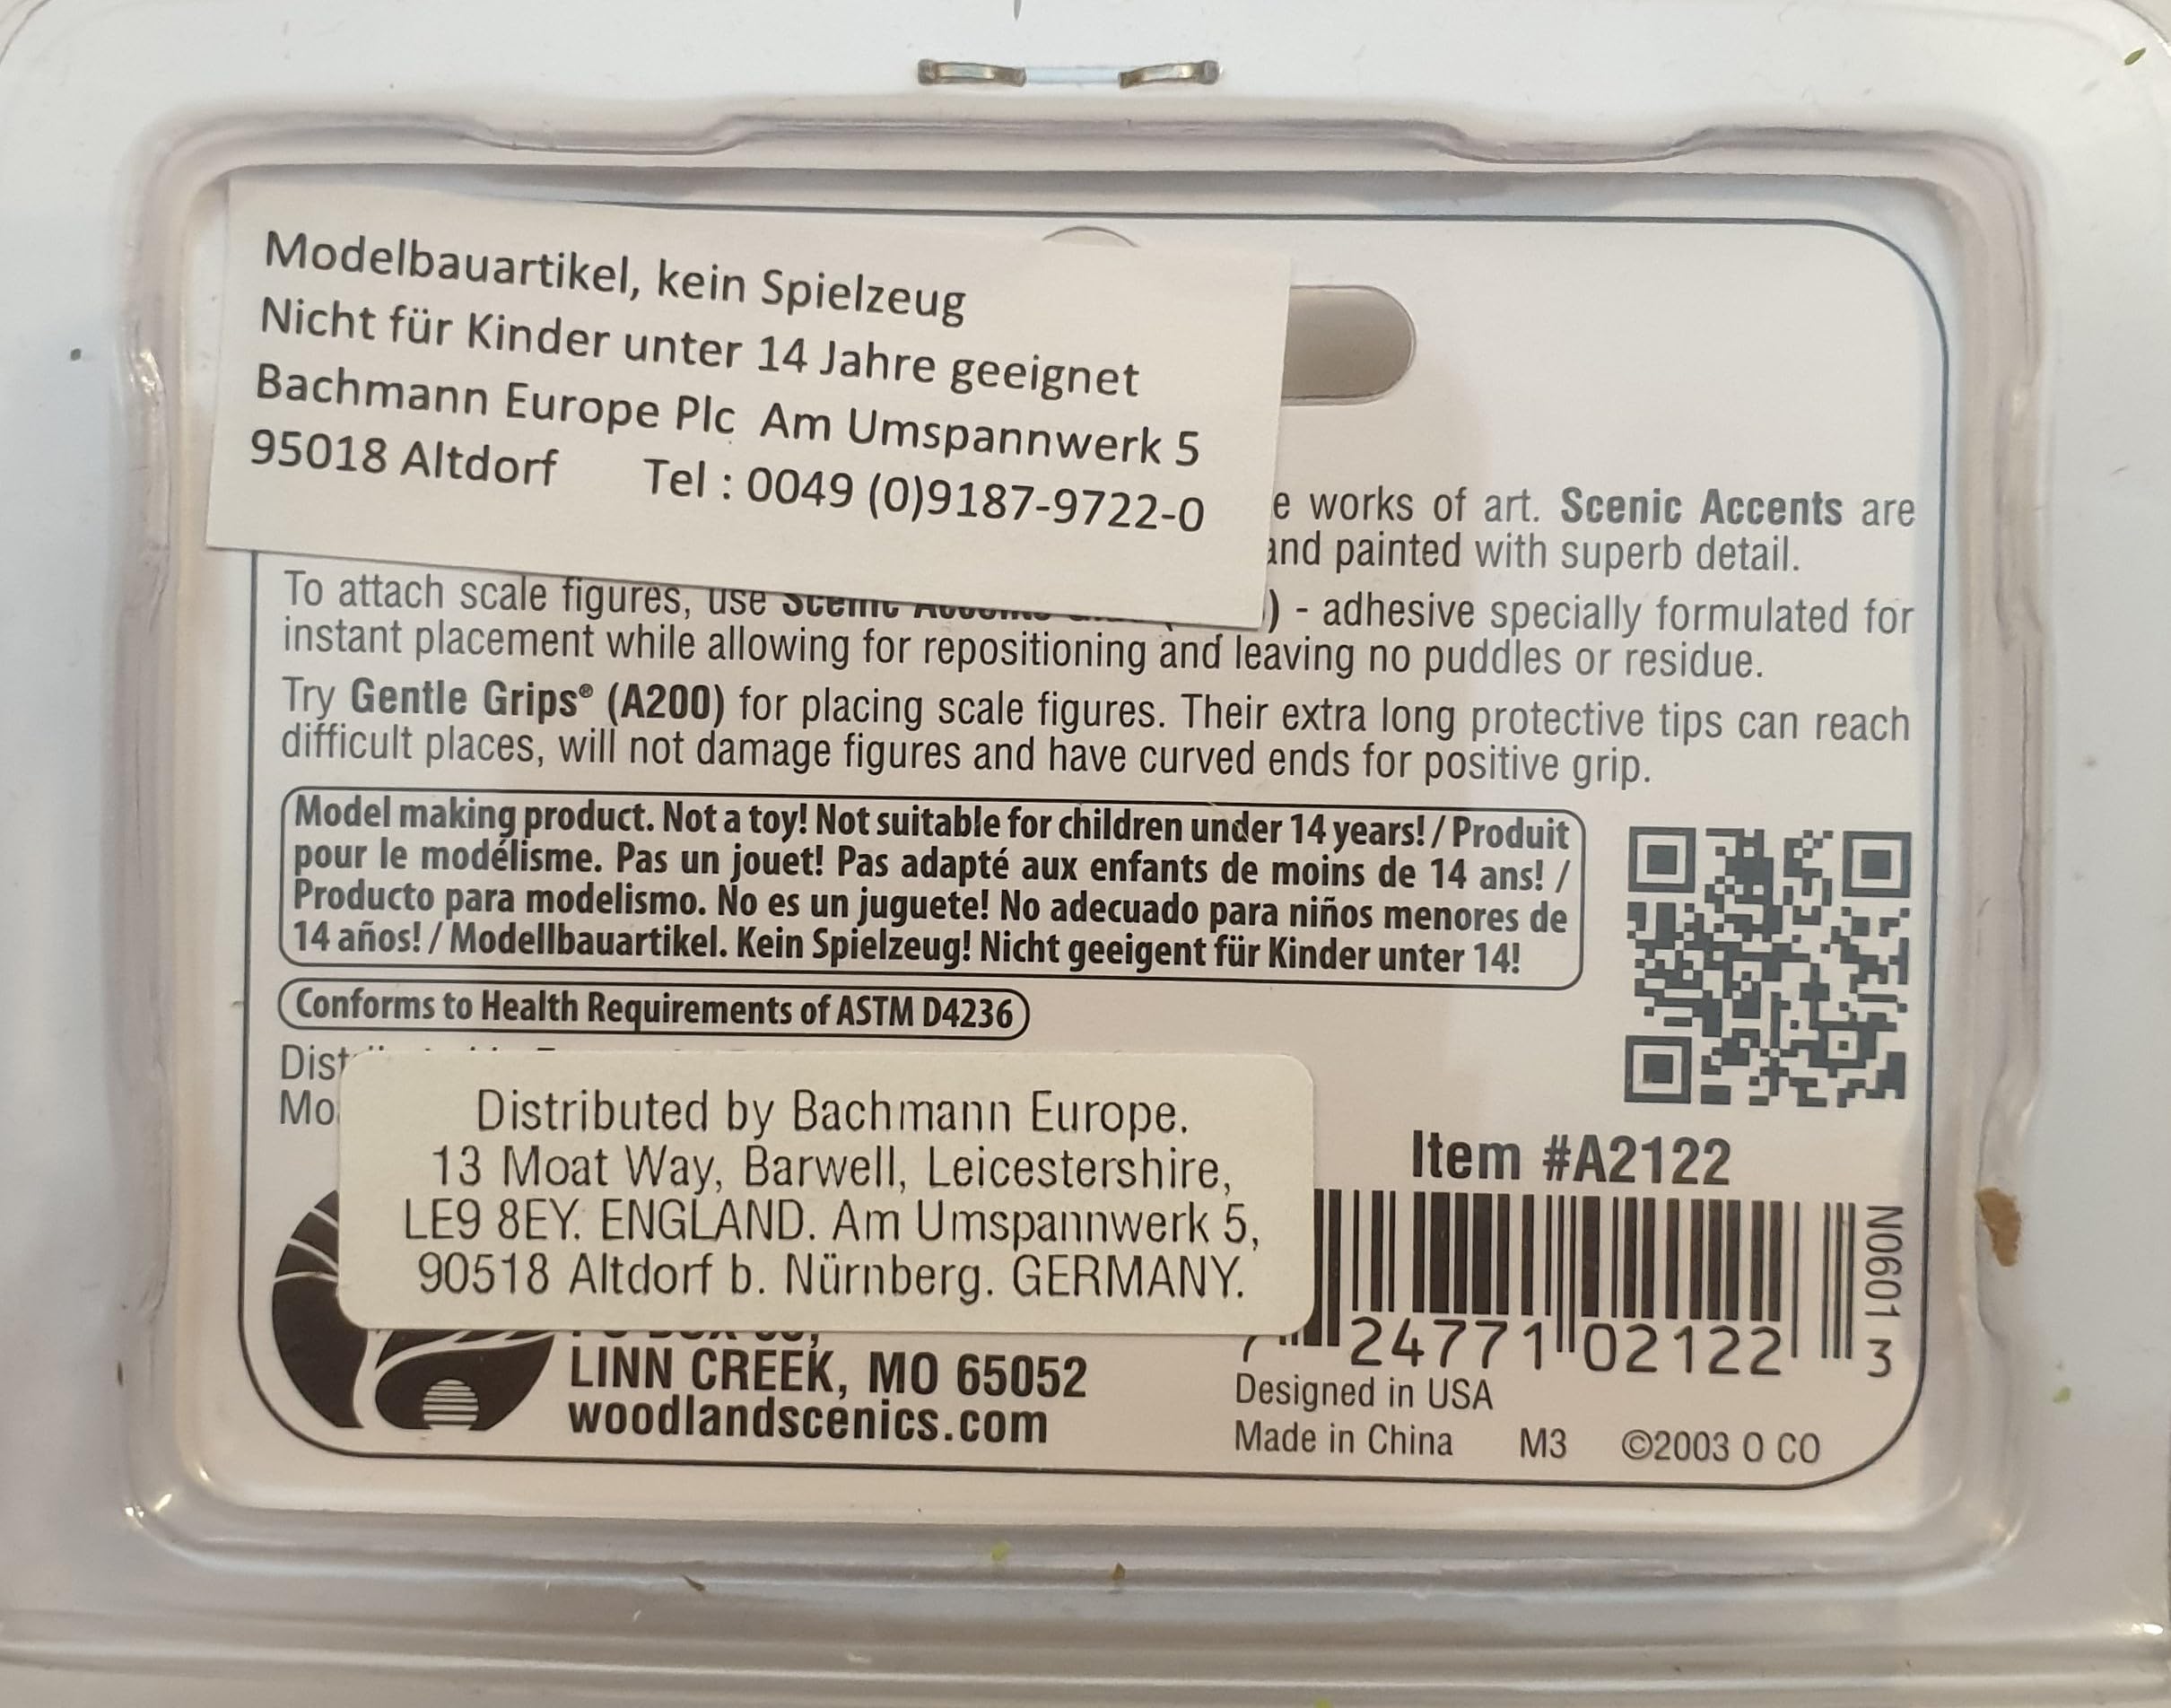 Modelbauartikel, kein Spielzeug
Nicht für Kinder unter 14 Jahre geeignet
Bachmann Europe Plc Am Umspannwerk 5
95018 Altdorf Tel : 0049 (0)9187-9722-0
works of art. Scenic Accents are
and painted with superb detail.
To attach scale figures, use Scenic ) - adhesive specially formulated for
instant placement while allowing for repositioning and leaving no puddles or residue.
Try Gentle Grips® (A200) for placing scale figures. Their extra long protective tips can reach
difficult places, will not damage figures and have curved ends for positive grip.
Model making product. Not a toy! Not suitable for children under 14 years! / Produit
pour le modélisme. Pas un jouet! Pas adapté aux enfants de moins de 14 ans! /
Producto para modelismo. No es un juguete! No adecuado para niños menores de
14 años! / Modellbauartikel. Kein Spielzeug! Nicht geeigent für Kinder unter 14!
Conforms to Health Requirements of ASTM D4236
Distributed by Bachmann Europe.
13 Moat Way, Barwell, Leicestershire,
LE9 8EY. ENGLAND. Am Umspannwerk 5,
90518 Altdorf b. Nürnberg. GERMANY.
LINN CREEK, MO 65052
woodlandscenics.com
Item #A2122
N0601
24771 02122 3
Designed in USA
Made in China M3 ©2003 O CO